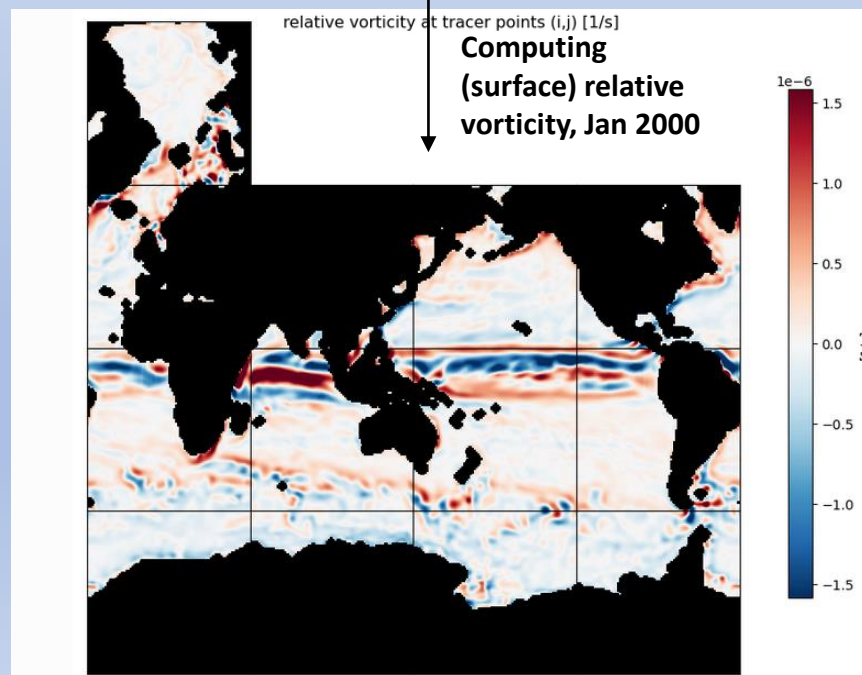 relative vorticity at tracer points (i,j) [1/s]
Computing
(surface) relative
vorticity, Jan 2000
1e−6
1.5
1.0
0.5
0.0
−0.5
−1.0
−1.5